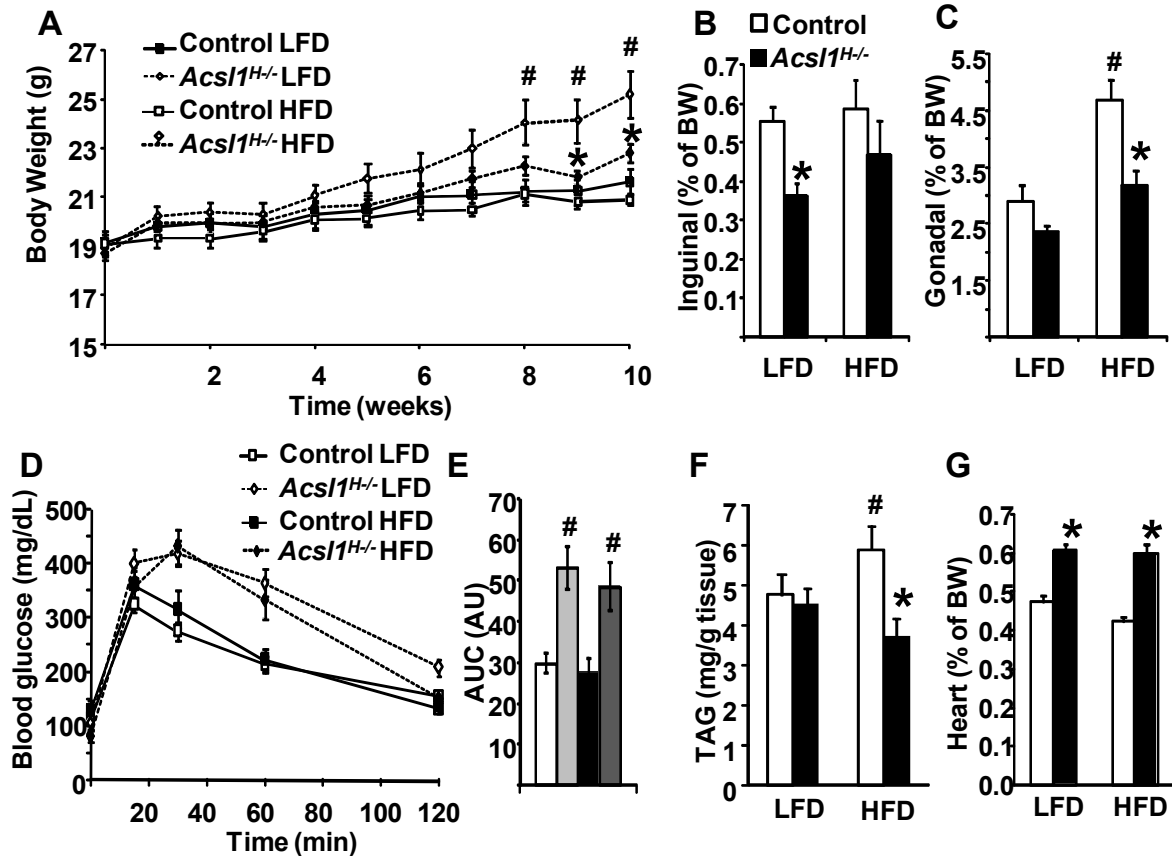 A
Control LFD
Acsl1H-/- LFD
Control HFD
Acsl1H-/- HFD
Body Weight (g)
27
25
23
21
19
17
15
#
#
#
*
*
2
4
6
8
10
Time (weeks)
B
Control
Acsl1H-/-
Inguinal (% of BW)
0.7
0.6
0.5
0.4
0.3
0.2
0.1
*
LFD
HFD
C
Gonadal (% of BW)
5.5
4.5
3.5
2.5
1.5
#
*
LFD
HFD
D
Control LFD
Acsl1H-/- LFD
Control HFD
Acsl1H-/- HFD
Blood glucose (mg/dL)
500
400
300
200
100
0
20
40
60
80
100
120
Time (min)
E
AUC (AU)
70
60
50
40
30
20
10
#
#
F
TAG (mg/g tissue)
7
6
5
4
3
2
1
0
#
*
LFD
HFD
G
Heart (% of BW)
0.7
0.6
0.5
0.4
0.3
0.2
0.1
0.0
*
*
LFD
HFD